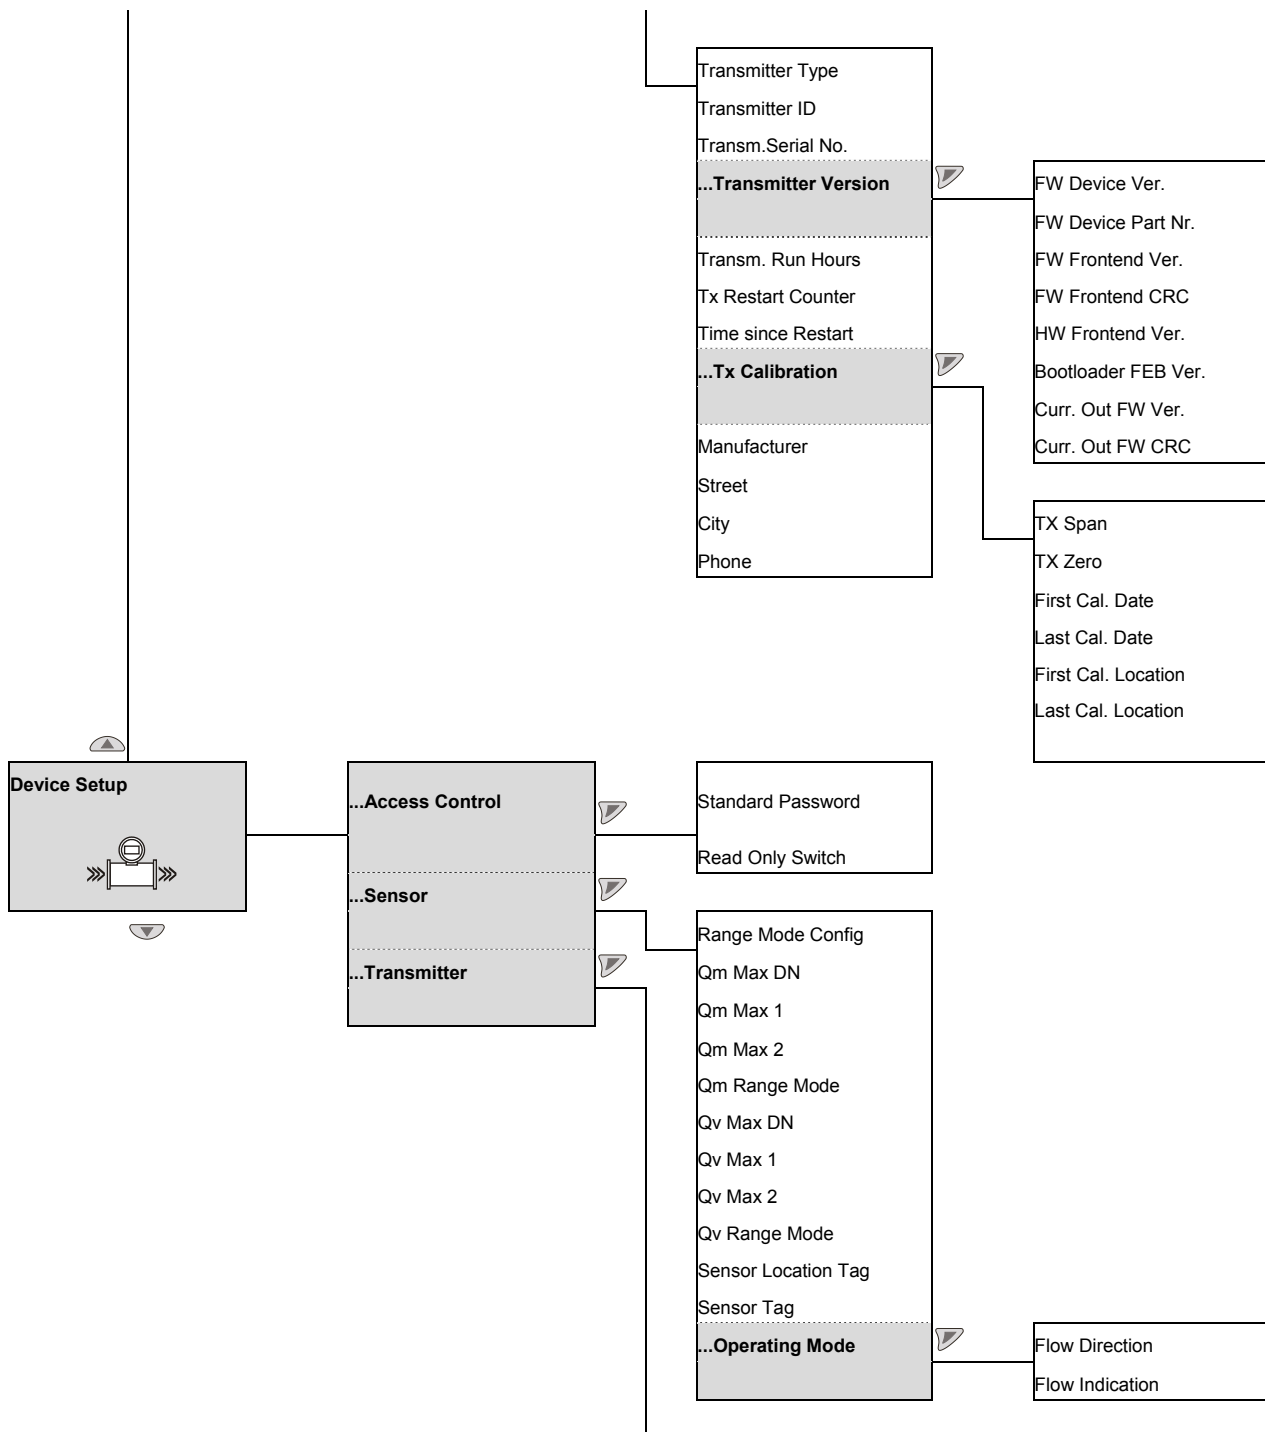 Transmitter Type
Transmitter ID
Transm.Serial No.
...Transmitter Version
Transm. Run Hours
Tx Restart Counter
Time since Restart
...Tx Calibration
Manufacturer
Street
City
Phone
FW Device Ver.
FW Device Part Nr.
FW Frontend Ver.
FW Frontend CRC
HW Frontend Ver.
Bootloader FEB Ver.
Curr. Out FW Ver.
Curr. Out FW CRC
TX Span
TX Zero
First Cal. Date
Last Cal. Date
First Cal. Location
Last Cal. Location
Device Setup
...Access Control
...Sensor
...Transmitter
Standard Password
Read Only Switch
Range Mode Config
Qm Max DN
Qm Max 1
Qm Max 2
Qm Range Mode
Qv Max DN
Qv Max 1
Qv Max 2
Qv Range Mode
Sensor Location Tag
Sensor Tag
...Operating Mode
Flow Direction
Flow Indication